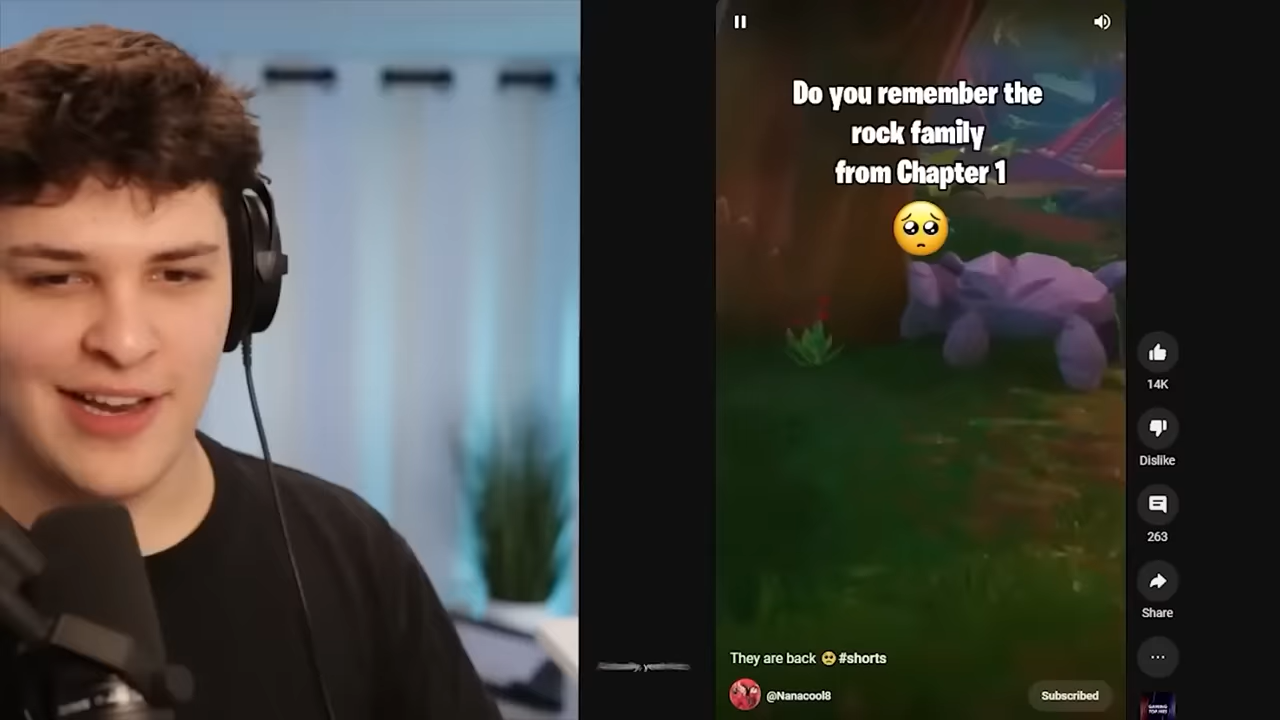 Do you remember the
rock family
from Chapter 1
14K
Dislike
263
Share
They are back 🥺 #shorts
@Nanacool8
Subscribed